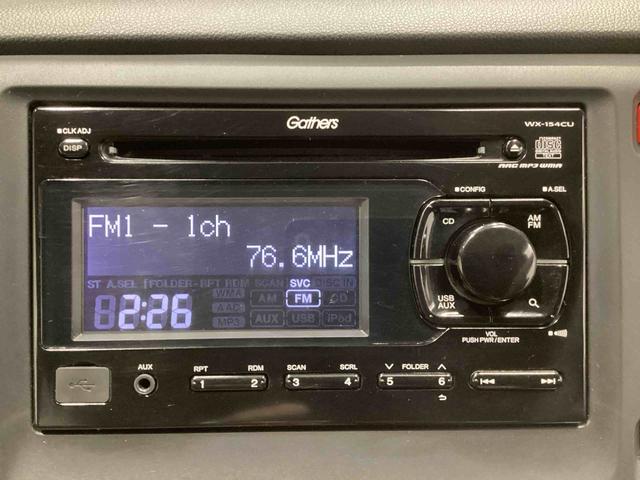 Gathers
WX-154CU
CLK ADJ
DISP
COMPACT
DISC
DIGITAL AUDIO
TEXT
AAC MP3 WMA
CONFIG
A.SEL
CD
AM
FM
FM1 - 1ch
76.6MHz
ST A.SEL [FOLDER-RPT RDM SCAN SVC DISC IN
WMA
AM FM CD
AAC
2:26
MP3
AUX USB iPod
USB
AUX
VOL
PUSH PWR/ENTER
AUX
RPT RDM
1 2
SCAN SCRL
3 4
FOLDER
5 6